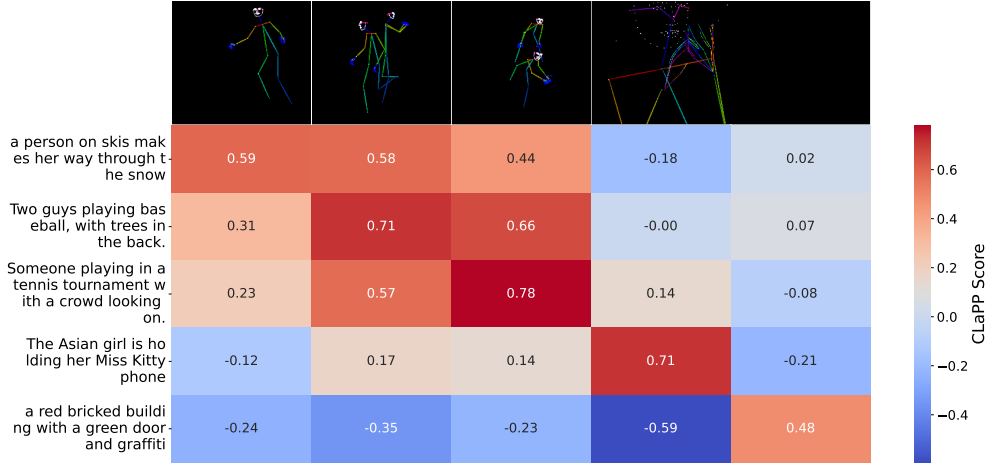 a person on skis mak
es her way through t
he snow
0.59 0.58 0.44 -0.18 0.02
Two guys playing bas
eball, with trees in
the back.
0.31 0.71 0.66 -0.00 0.07
Someone playing in a
tennis tournament w
ith a crowd looking
on.
0.23 0.57 0.78 0.14 -0.08
The Asian girl is ho
lding her Miss Kitty
phone
-0.12 0.17 0.14 0.71 -0.21
a red bricked buildi
ng with a green door
and graffiti
-0.24 -0.35 -0.23 -0.59 0.48
0.6
0.4
0.2
0.0
−0.2
−0.4
CLaPP Score